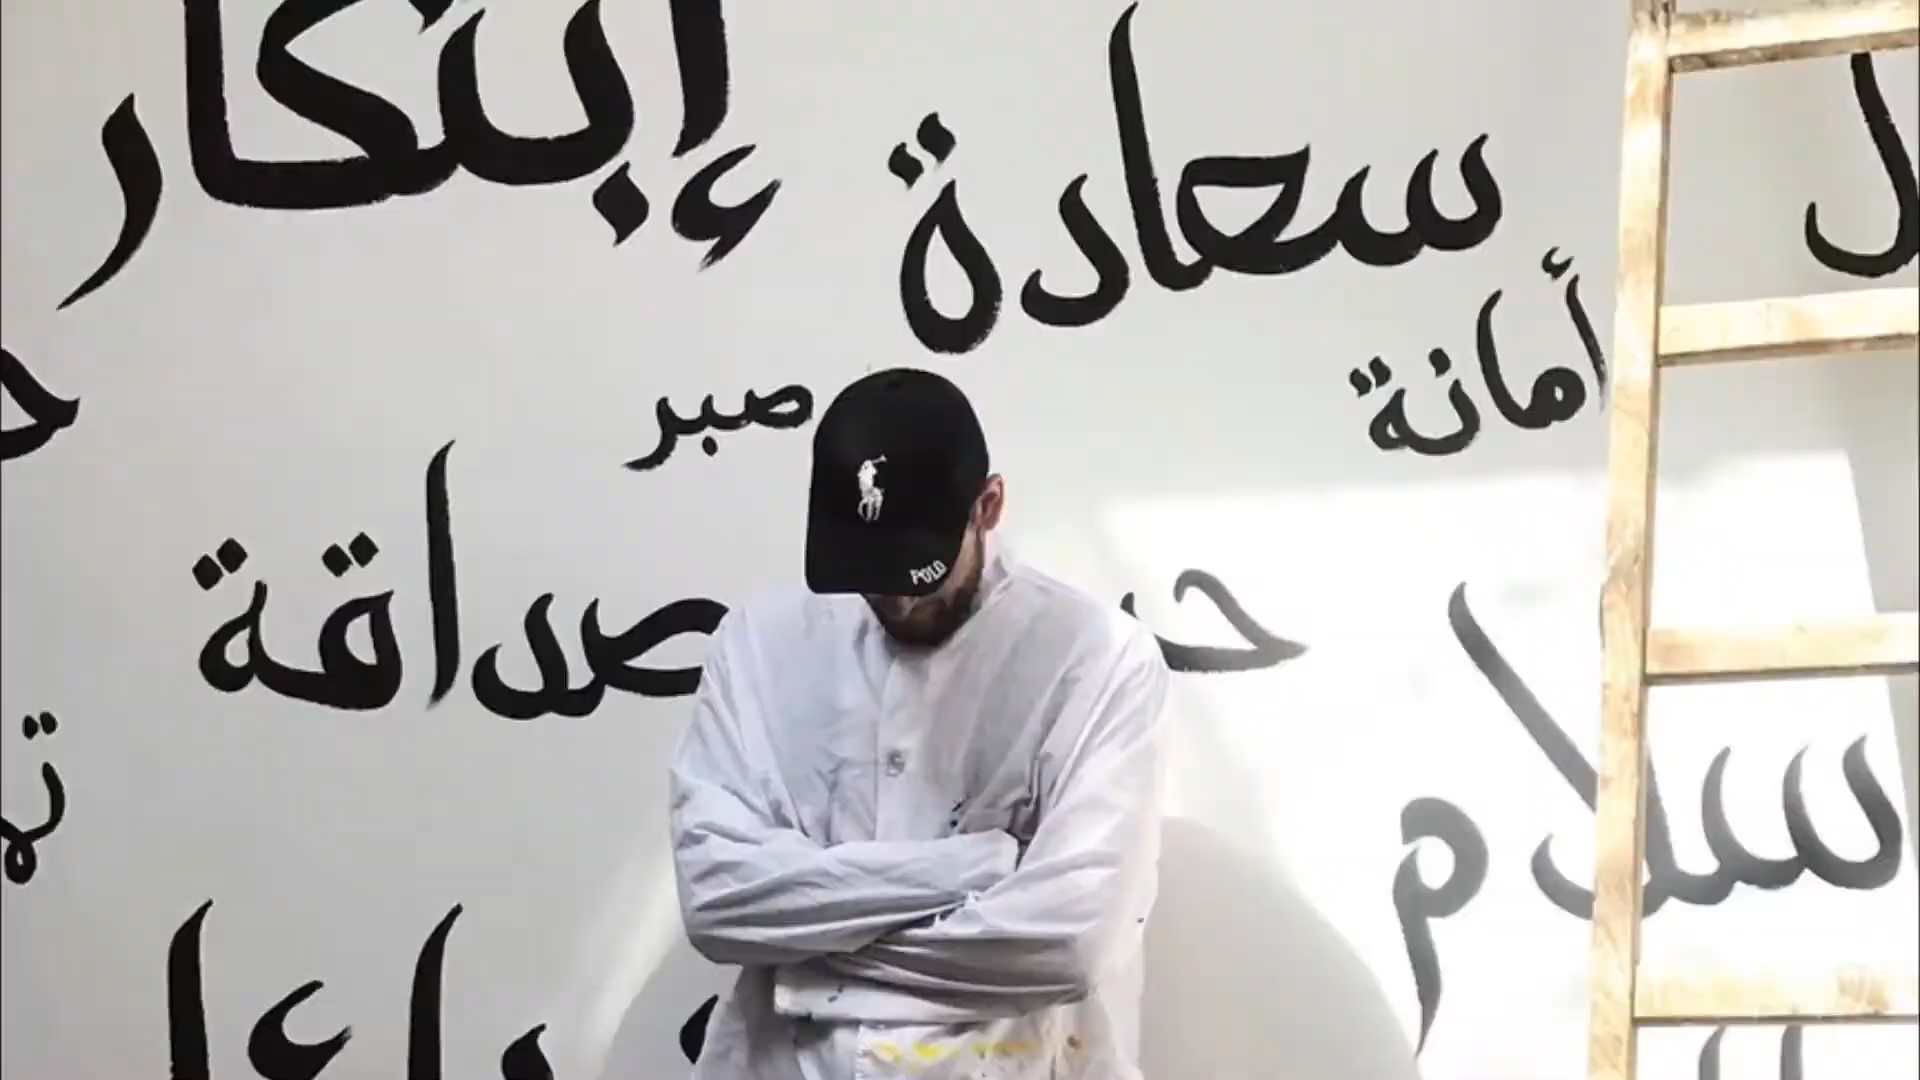 إبتكار
سعادة
أمانة
صبر
صداقة
سلام
POLO